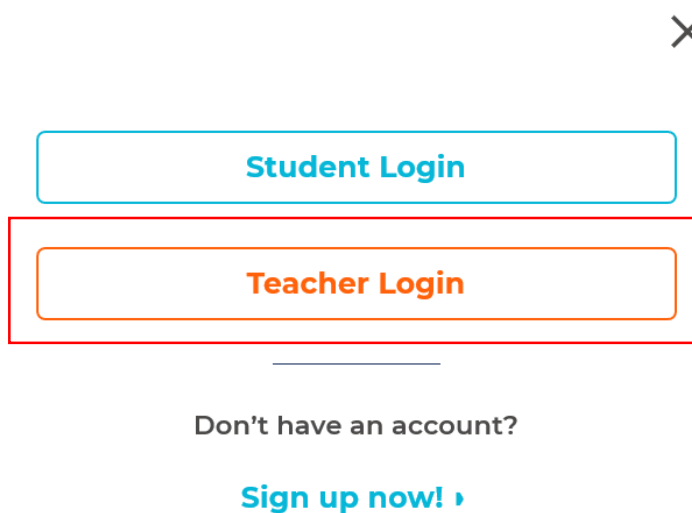 Student Login
Teacher Login
Don’t have an account?
Sign up now!